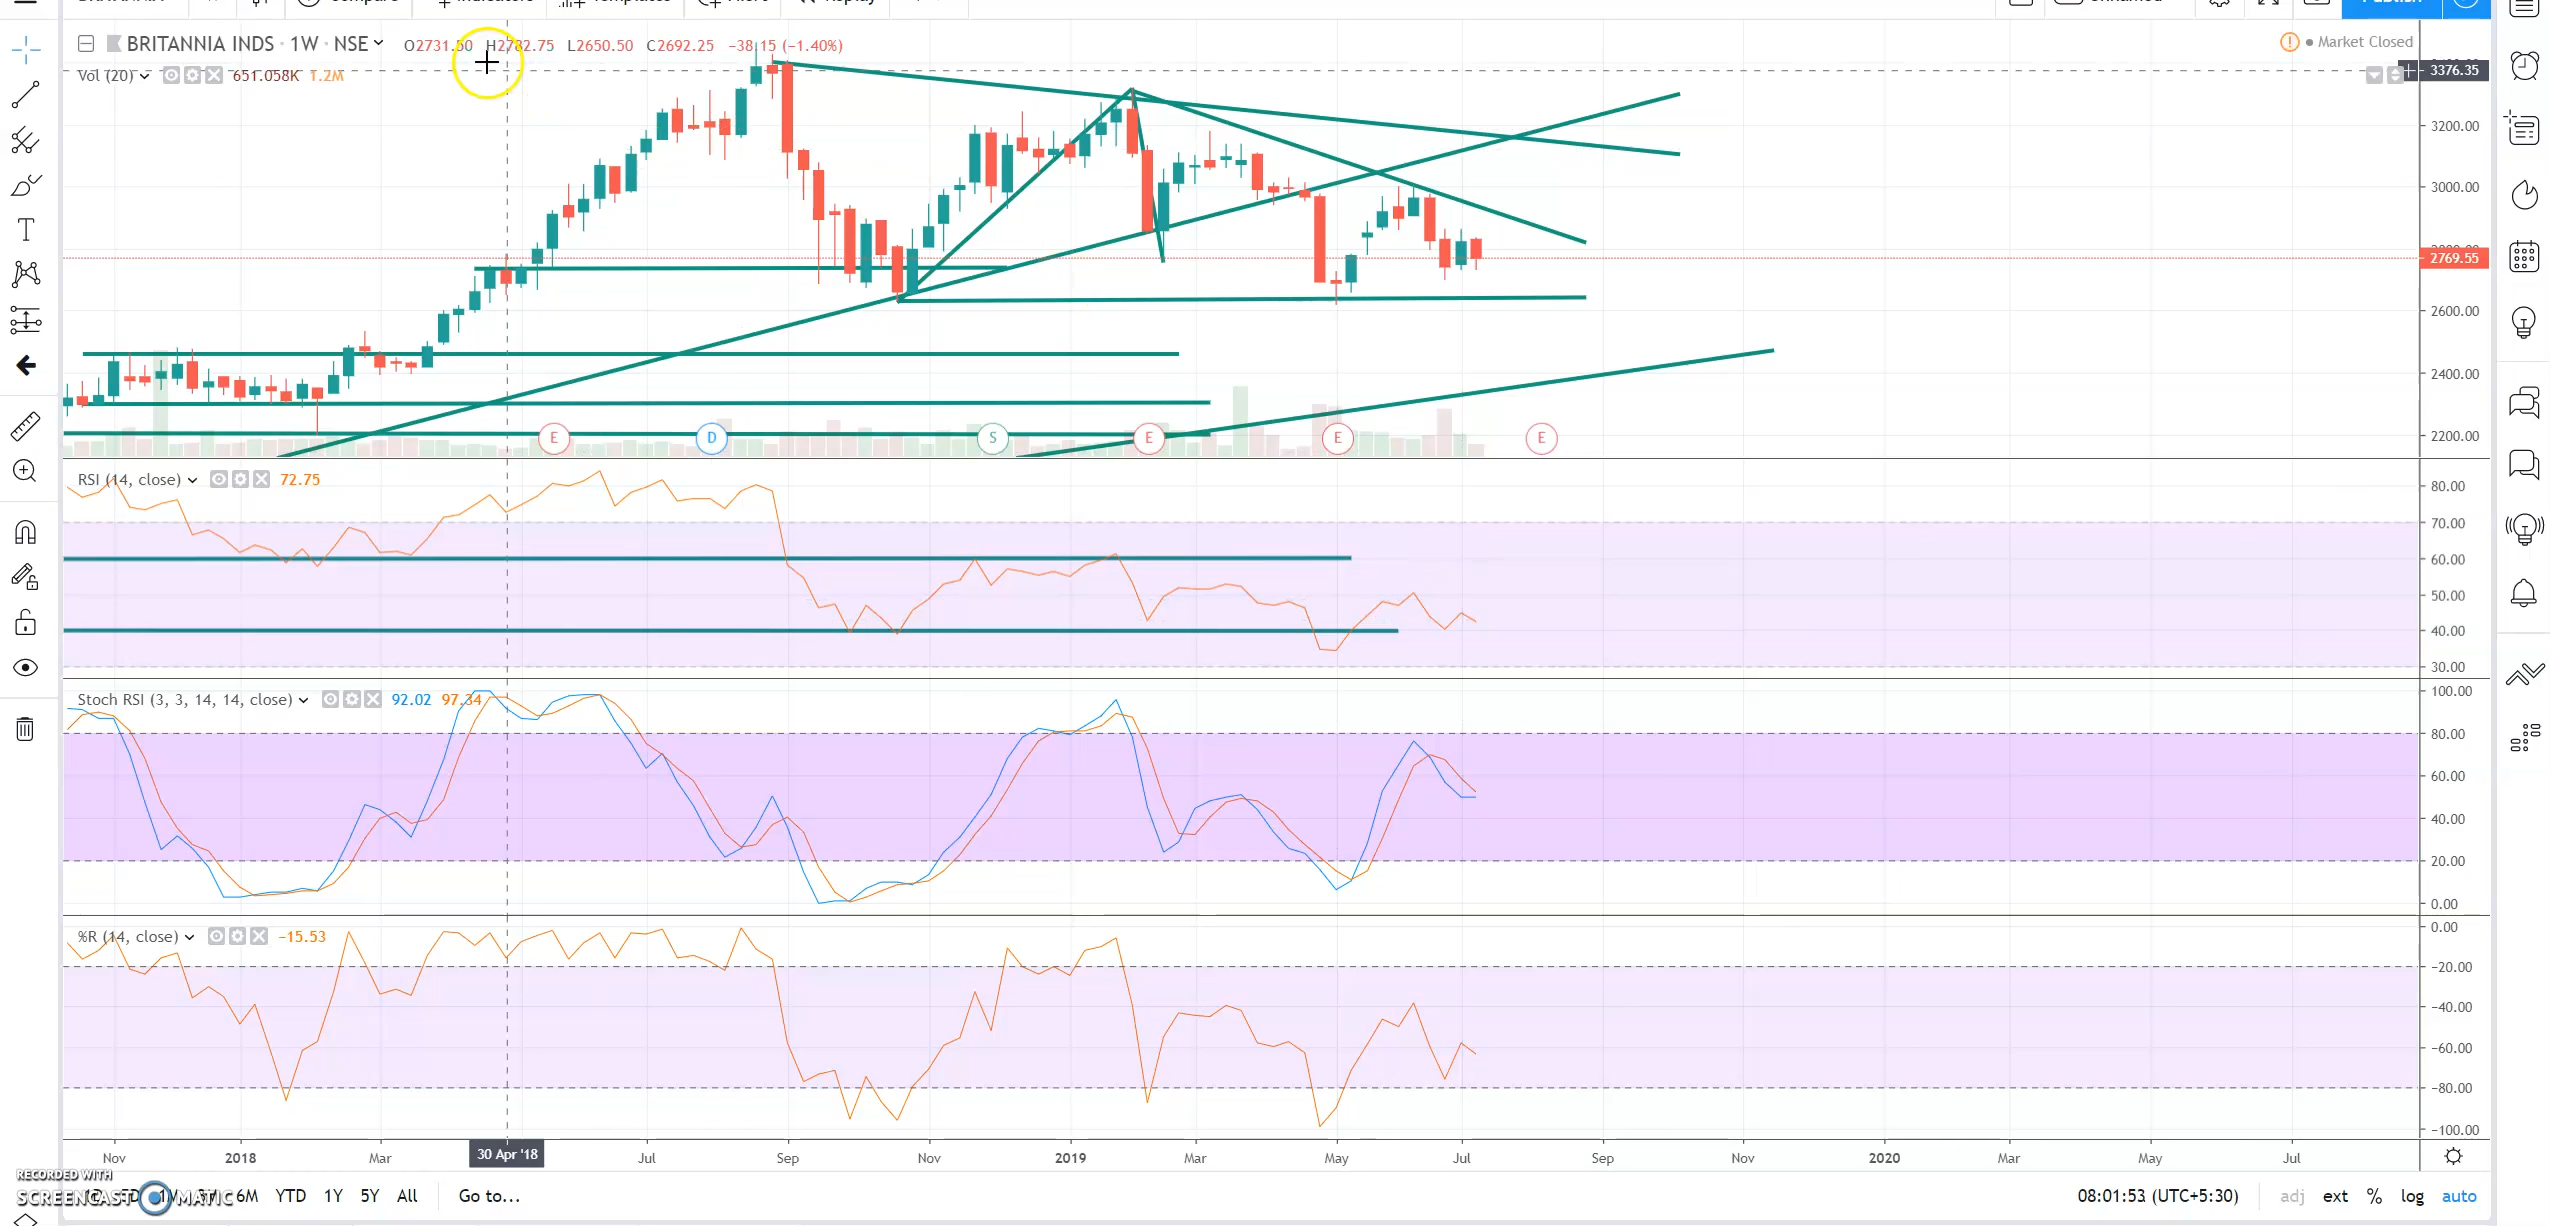 Compare
Indicators
Templates
Alert
Replay
Unnamed
Publish
BRITANNIA INDS · 1W · NSE O2731.50 H2782.75 L2650.50 C2692.25 −38.15 (−1.40%)
Market Closed
Vol (20) 651.058K 1.2M
3376.35
3200.00
3000.00
2769.55
2600.00
2400.00
2200.00
E
D
S
E
E
E
RSI (14, close) 72.75
80.00
70.00
60.00
50.00
40.00
30.00
Stoch RSI (3, 3, 14, 14, close) 92.02 97.34
100.00
80.00
60.00
40.00
20.00
0.00
%R (14, close) −15.53
0.00
−20.00
−40.00
−60.00
−80.00
−100.00
Nov 2018 Mar 30 Apr '18 Jul Sep Nov 2019 Mar May Jul Sep Nov 2020 Mar May Jul
RECORDED WITH
SCREENCAST MATIC
6M YTD 1Y 5Y All Go to...
08:01:53 (UTC+5:30) adj ext % log auto